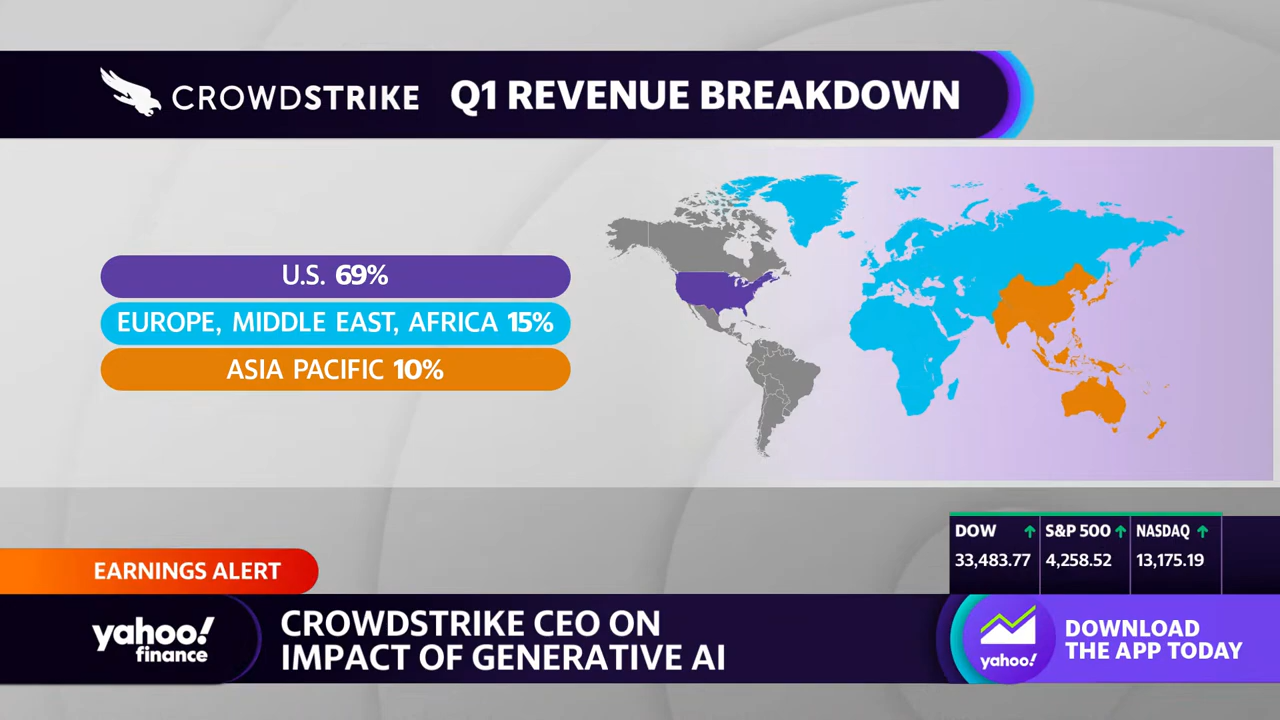 CROWDSTRIKE Q1 REVENUE BREAKDOWN
U.S. 69%
EUROPE, MIDDLE EAST, AFRICA 15%
ASIA PACIFIC 10%
DOW
33,483.77
S&P 500
4,258.52
NASDAQ
13,175.19
EARNINGS ALERT
yahoo!
finance
CROWDSTRIKE CEO ON
IMPACT OF GENERATIVE AI
yahoo!
DOWNLOAD
THE APP TODAY